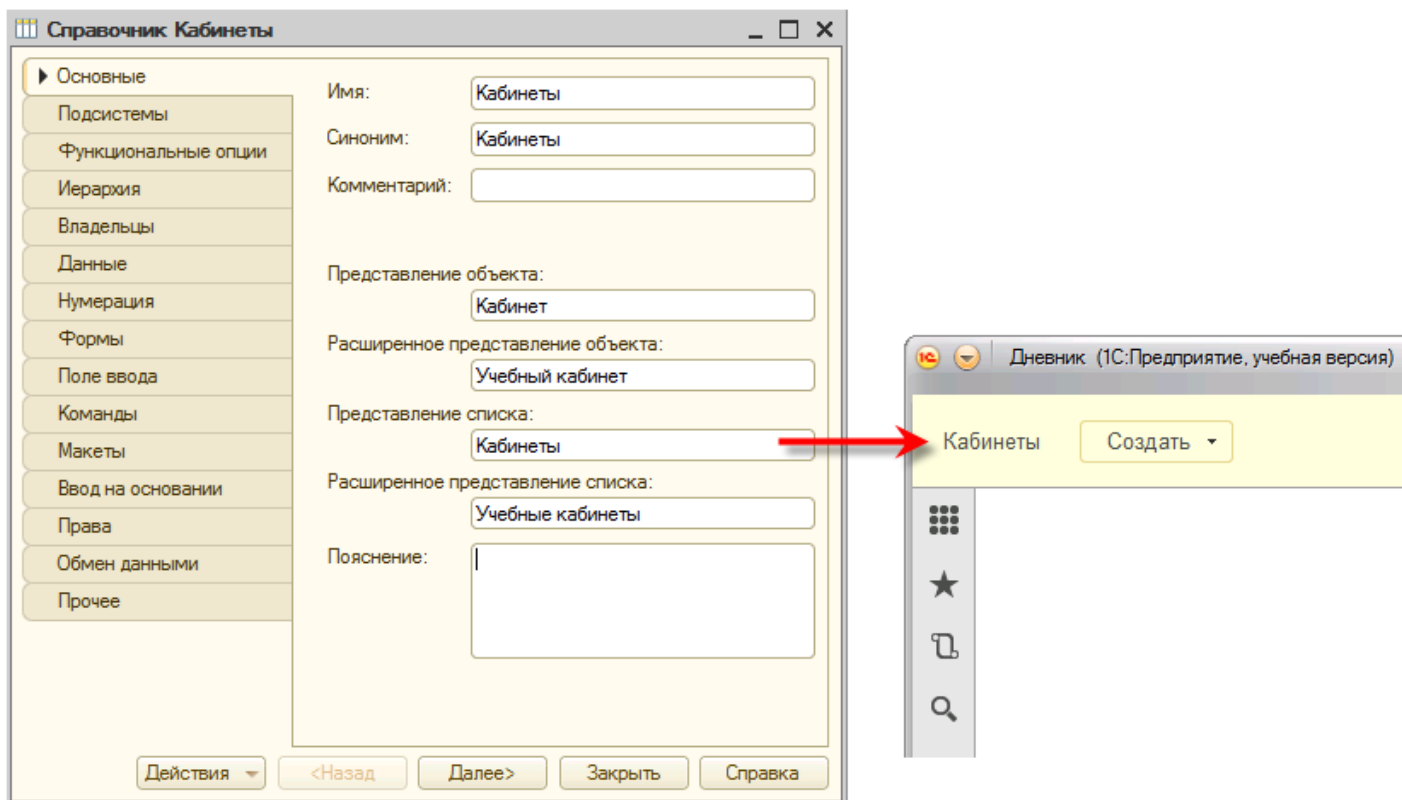 Справочник Кабинеты
Основные
Подсистемы
Функциональные опции
Иерархия
Владельцы
Данные
Нумерация
Формы
Поле ввода
Команды
Макеты
Ввод на основании
Права
Обмен данными
Прочее
Имя: Кабинеты
Синоним: Кабинеты
Комментарий:
Представление объекта:
Кабинет
Расширенное представление объекта:
Учебный кабинет
Представление списка:
Кабинеты
Расширенное представление списка:
Учебные кабинеты
Пояснение:
Действия <Назад Далее> Закрыть Справка
1С Дневник (1С:Предприятие, учебная версия)
Кабинеты Создать